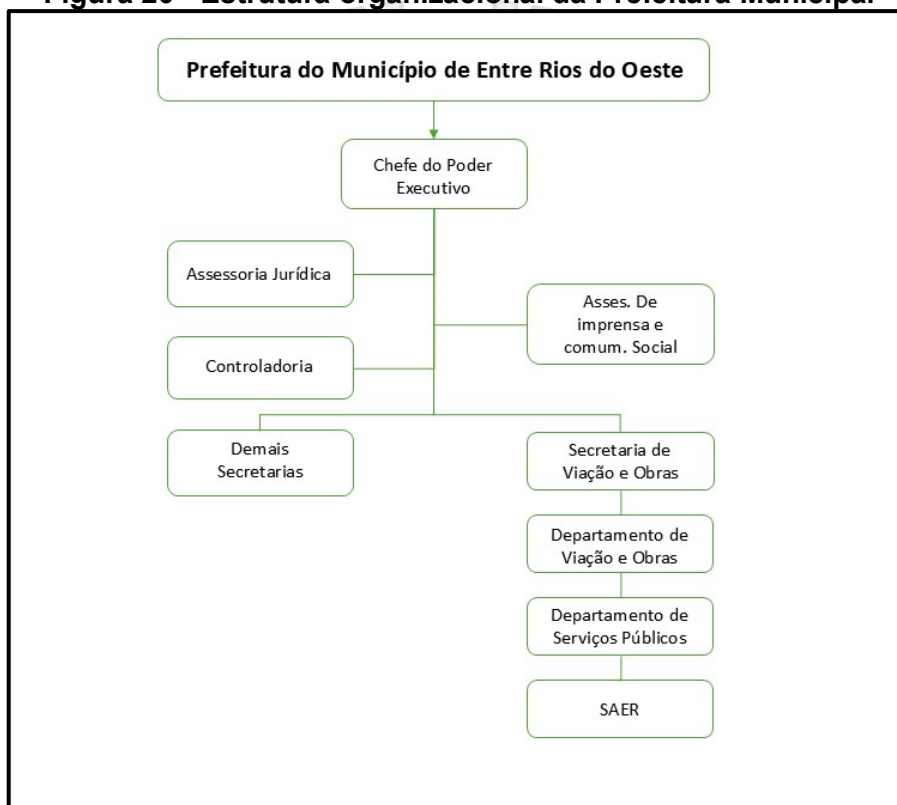 Figura 20 - Estrutura organizacional da Prefeitura Municipal
Prefeitura do Município de Entre Rios do Oeste
Chefe do Poder
Executivo
Assessoria Jurídica
Asses. De
imprensa e
comum. Social
Controladoria
Demais
Secretarias
Secretaria de
Viação e Obras
Departamento de
Viação e Obras
Departamento de
Serviços Públicos
SAER